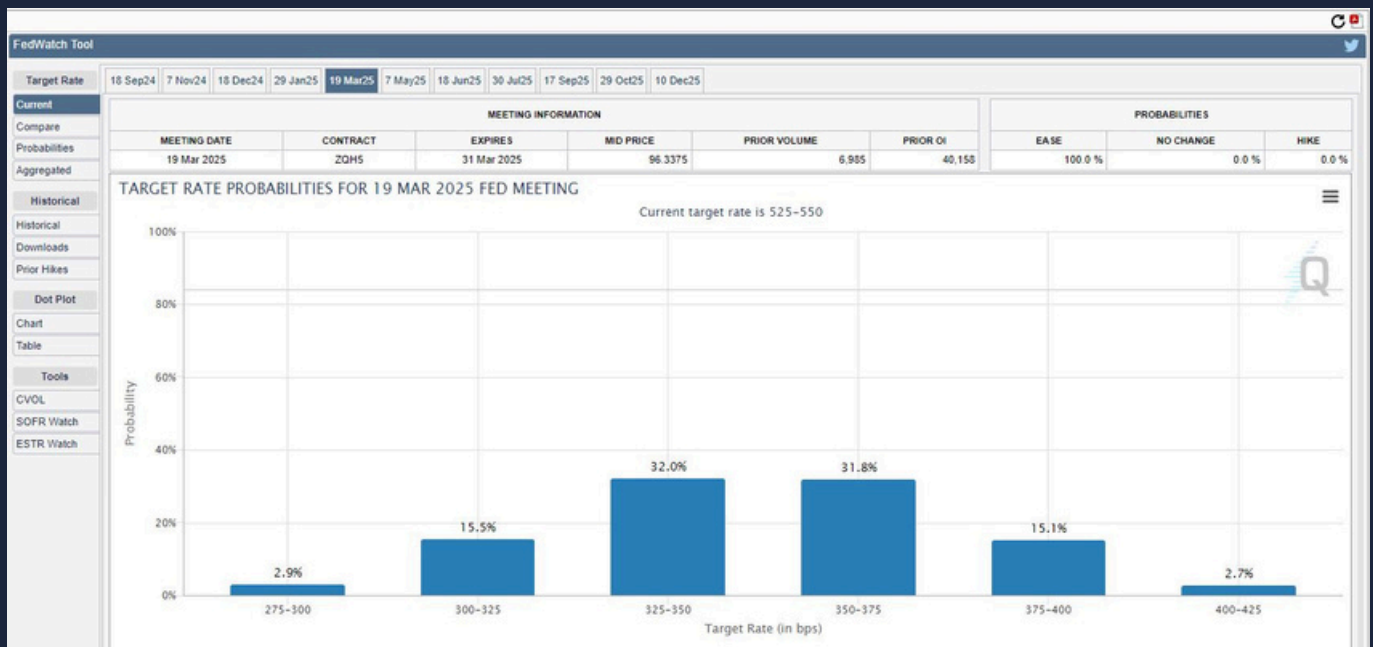 FedWatch Tool
Target Rate
Current
Compare
Probabilities
Aggregated
Historical
Historical
Downloads
Prior Hikes
Dot Plot
Chart
Table
Tools
CVOL
SOFR Watch
ESTR Watch
18 Sep24 7 Nov24 18 Dec24 29 Jan25 19 Mar25 7 May25 18 Jun25 30 Jul25 17 Sep25 29 Oct25 10 Dec25
MEETING INFORMATION
MEETING DATE CONTRACT EXPIRES MID PRICE PRIOR VOLUME PRIOR OI
19 Mar 2025 ZQH5 31 Mar 2025 96.3375 6,985 40,158
PROBABILITIES
EASE NO CHANGE HIKE
100.0 % 0.0 % 0.0 %
TARGET RATE PROBABILITIES FOR 19 MAR 2025 FED MEETING
Current target rate is 525-550
Q
Probability
100%
80%
60%
40%
20%
0%
2.9%
15.5%
32.0%
31.8%
15.1%
2.7%
275-300 300-325 325-350 350-375 375-400 400-425
Target Rate (in bps)